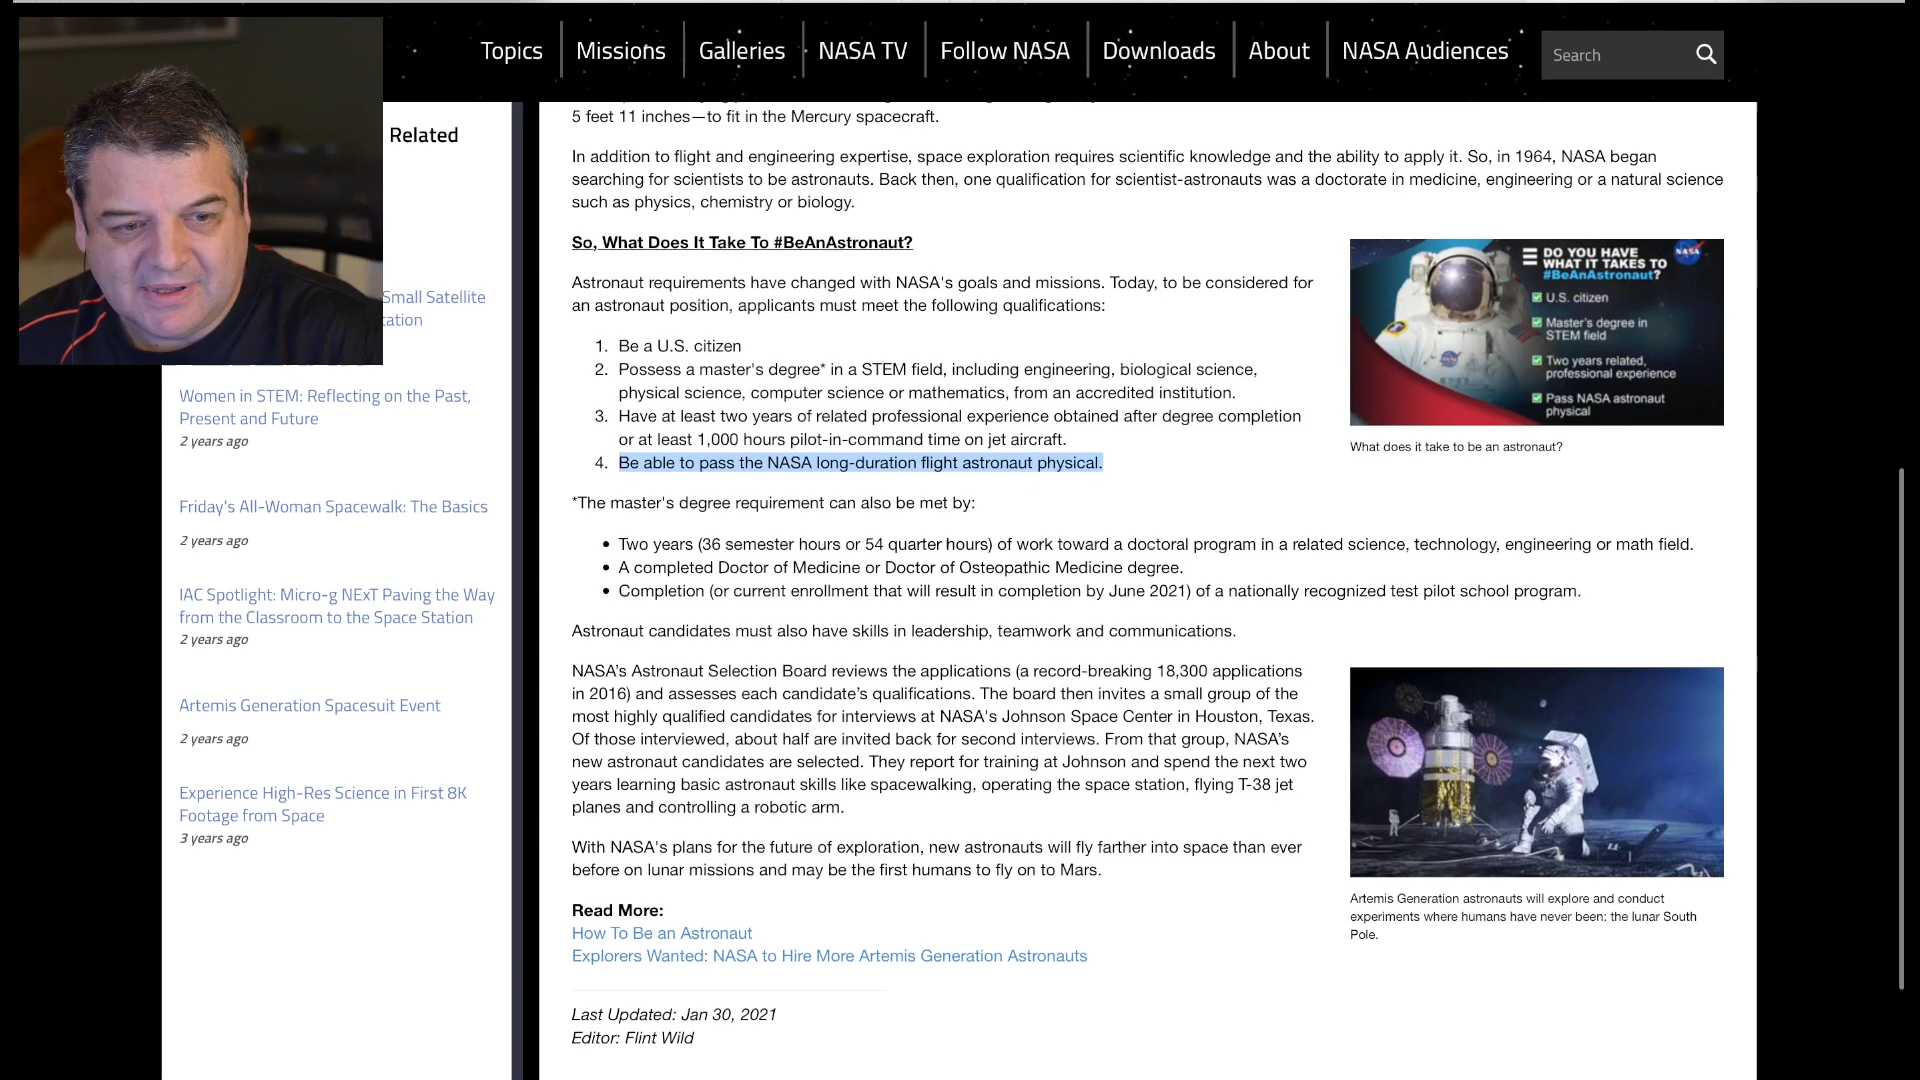 Topics
Missions
Galleries
NASA TV
Follow NASA
Downloads
About
NASA Audiences
Search
Related
Small Satellite
Women in STEM: Reflecting on the Past,
Present and Future
2 years ago
Friday's All-Woman Spacewalk: The Basics
2 years ago
IAC Spotlight: Micro-g NExT Paving the Way
from the Classroom to the Space Station
2 years ago
Artemis Generation Spacesuit Event
2 years ago
Experience High-Res Science in First 8K
Footage from Space
3 years ago
5 feet 11 inches—to fit in the Mercury spacecraft.
In addition to flight and engineering expertise, space exploration requires scientific knowledge and the ability to apply it. So, in 1964, NASA began
searching for scientists to be astronauts. Back then, one qualification for scientist-astronauts was a doctorate in medicine, engineering or a natural science
such as physics, chemistry or biology.
So, What Does It Take To #BeAnAstronaut?
Astronaut requirements have changed with NASA's goals and missions. Today, to be considered for
an astronaut position, applicants must meet the following qualifications:
1. Be a U.S. citizen
2. Possess a master's degree* in a STEM field, including engineering, biological science,
physical science, computer science or mathematics, from an accredited institution.
3. Have at least two years of related professional experience obtained after degree completion
or at least 1,000 hours pilot-in-command time on jet aircraft.
4. Be able to pass the NASA long-duration flight astronaut physical.
DO YOU HAVE
WHAT IT TAKES TO
#BeAnAstronaut?
NASA
U.S. citizen
Master's degree in
STEM field
Two years related,
professional experience
Pass NASA astronaut
physical
What does it take to be an astronaut?
*The master's degree requirement can also be met by:
• Two years (36 semester hours or 54 quarter hours) of work toward a doctoral program in a related science, technology, engineering or math field.
• A completed Doctor of Medicine or Doctor of Osteopathic Medicine degree.
• Completion (or current enrollment that will result in completion by June 2021) of a nationally recognized test pilot school program.
Astronaut candidates must also have skills in leadership, teamwork and communications.
NASA's Astronaut Selection Board reviews the applications (a record-breaking 18,300 applications
in 2016) and assesses each candidate's qualifications. The board then invites a small group of the
most highly qualified candidates for interviews at NASA's Johnson Space Center in Houston, Texas.
Of those interviewed, about half are invited back for second interviews. From that group, NASA's
new astronaut candidates are selected. They report for training at Johnson and spend the next two
years learning basic astronaut skills like spacewalking, operating the space station, flying T-38 jet
planes and controlling a robotic arm.
With NASA's plans for the future of exploration, new astronauts will fly farther into space than ever
before on lunar missions and may be the first humans to fly on to Mars.
Artemis Generation astronauts will explore and conduct
experiments where humans have never been: the lunar South
Pole.
Read More:
How To Be an Astronaut
Explorers Wanted: NASA to Hire More Artemis Generation Astronauts
Last Updated: Jan 30, 2021
Editor: Flint Wild